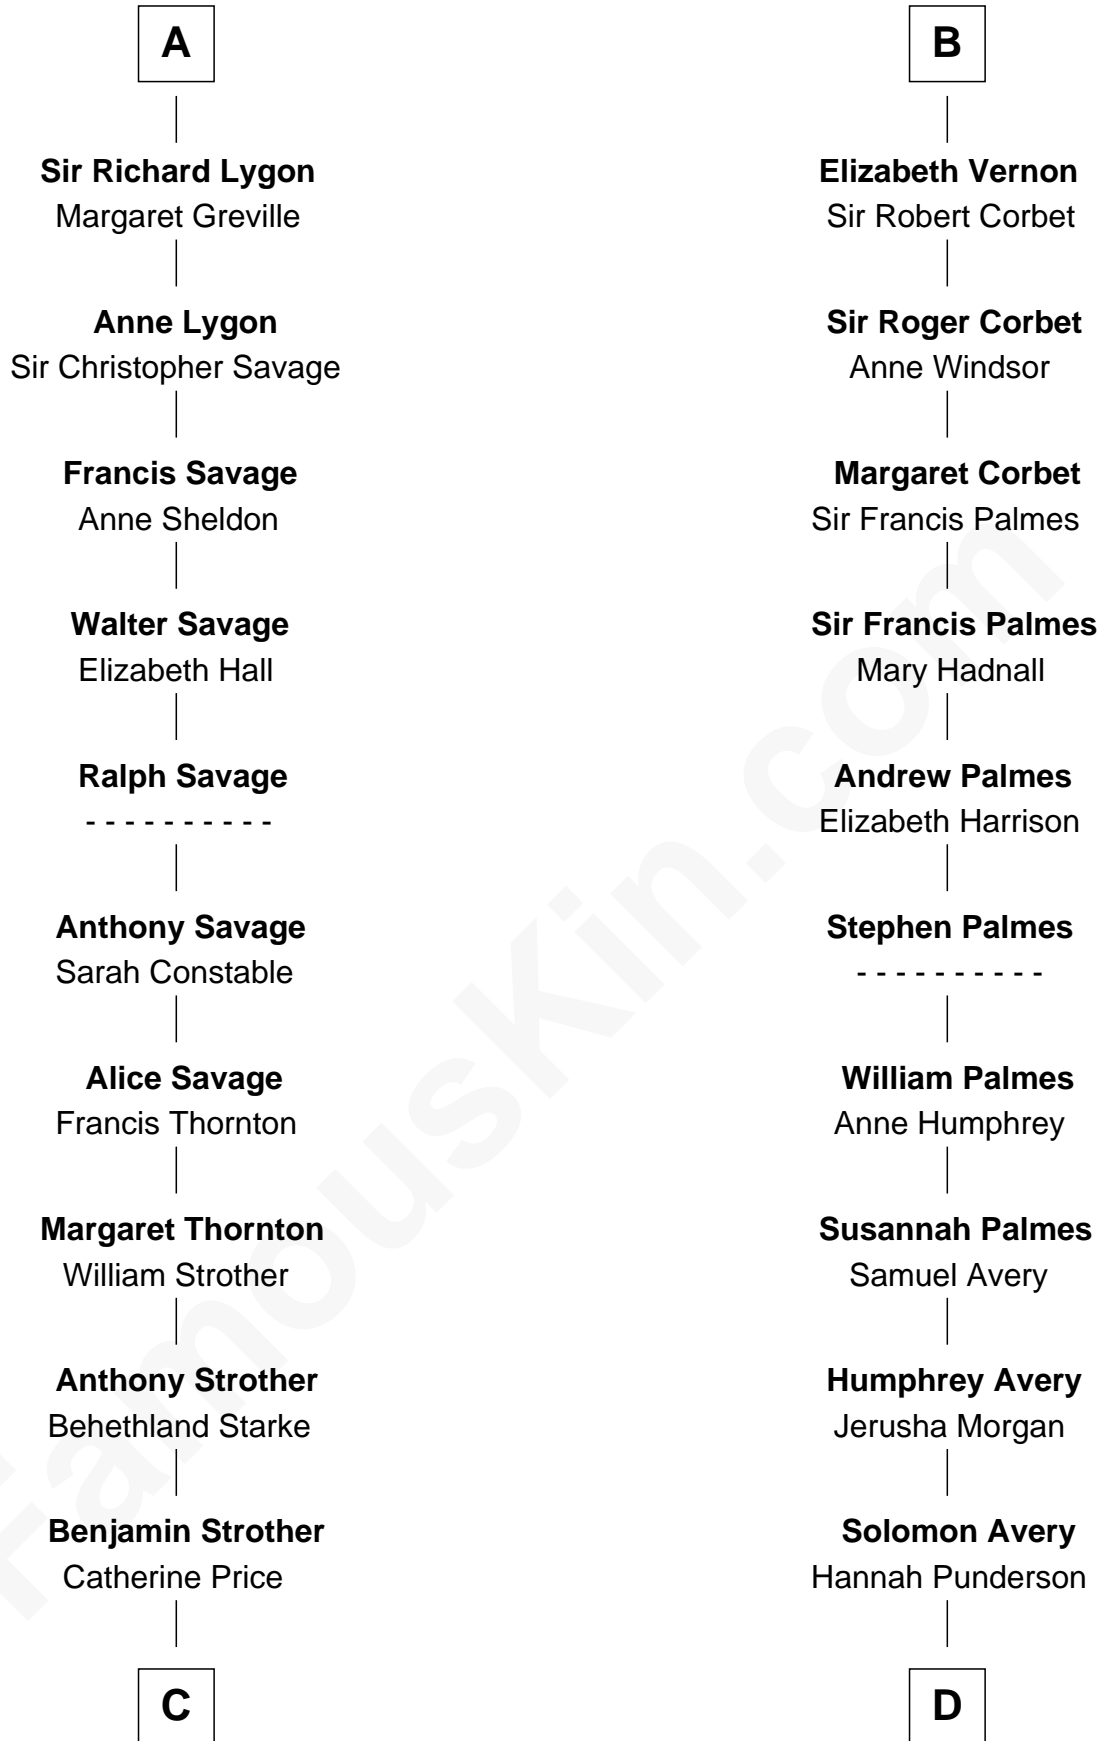 A
Sir Richard Lygon
Margaret Greville
Anne Lygon
Sir Christopher Savage
Francis Savage
Anne Sheldon
Walter Savage
Elizabeth Hall
Ralph Savage
- - - - - - - - - -
Anthony Savage
Sarah Constable
Alice Savage
Francis Thornton
Margaret Thornton
William Strother
Anthony Strother
Behethland Starke
Benjamin Strother
Catherine Price
C
B
Elizabeth Vernon
Sir Robert Corbet
Sir Roger Corbet
Anne Windsor
Margaret Corbet
Sir Francis Palmes
Sir Francis Palmes
Mary Hadnall
Andrew Palmes
Elizabeth Harrison
Stephen Palmes
- - - - - - - - - -
William Palmes
Anne Humphrey
Susannah Palmes
Samuel Avery
Humphrey Avery
Jerusha Morgan
Solomon Avery
Hannah Punderson
D
FamousKin.com